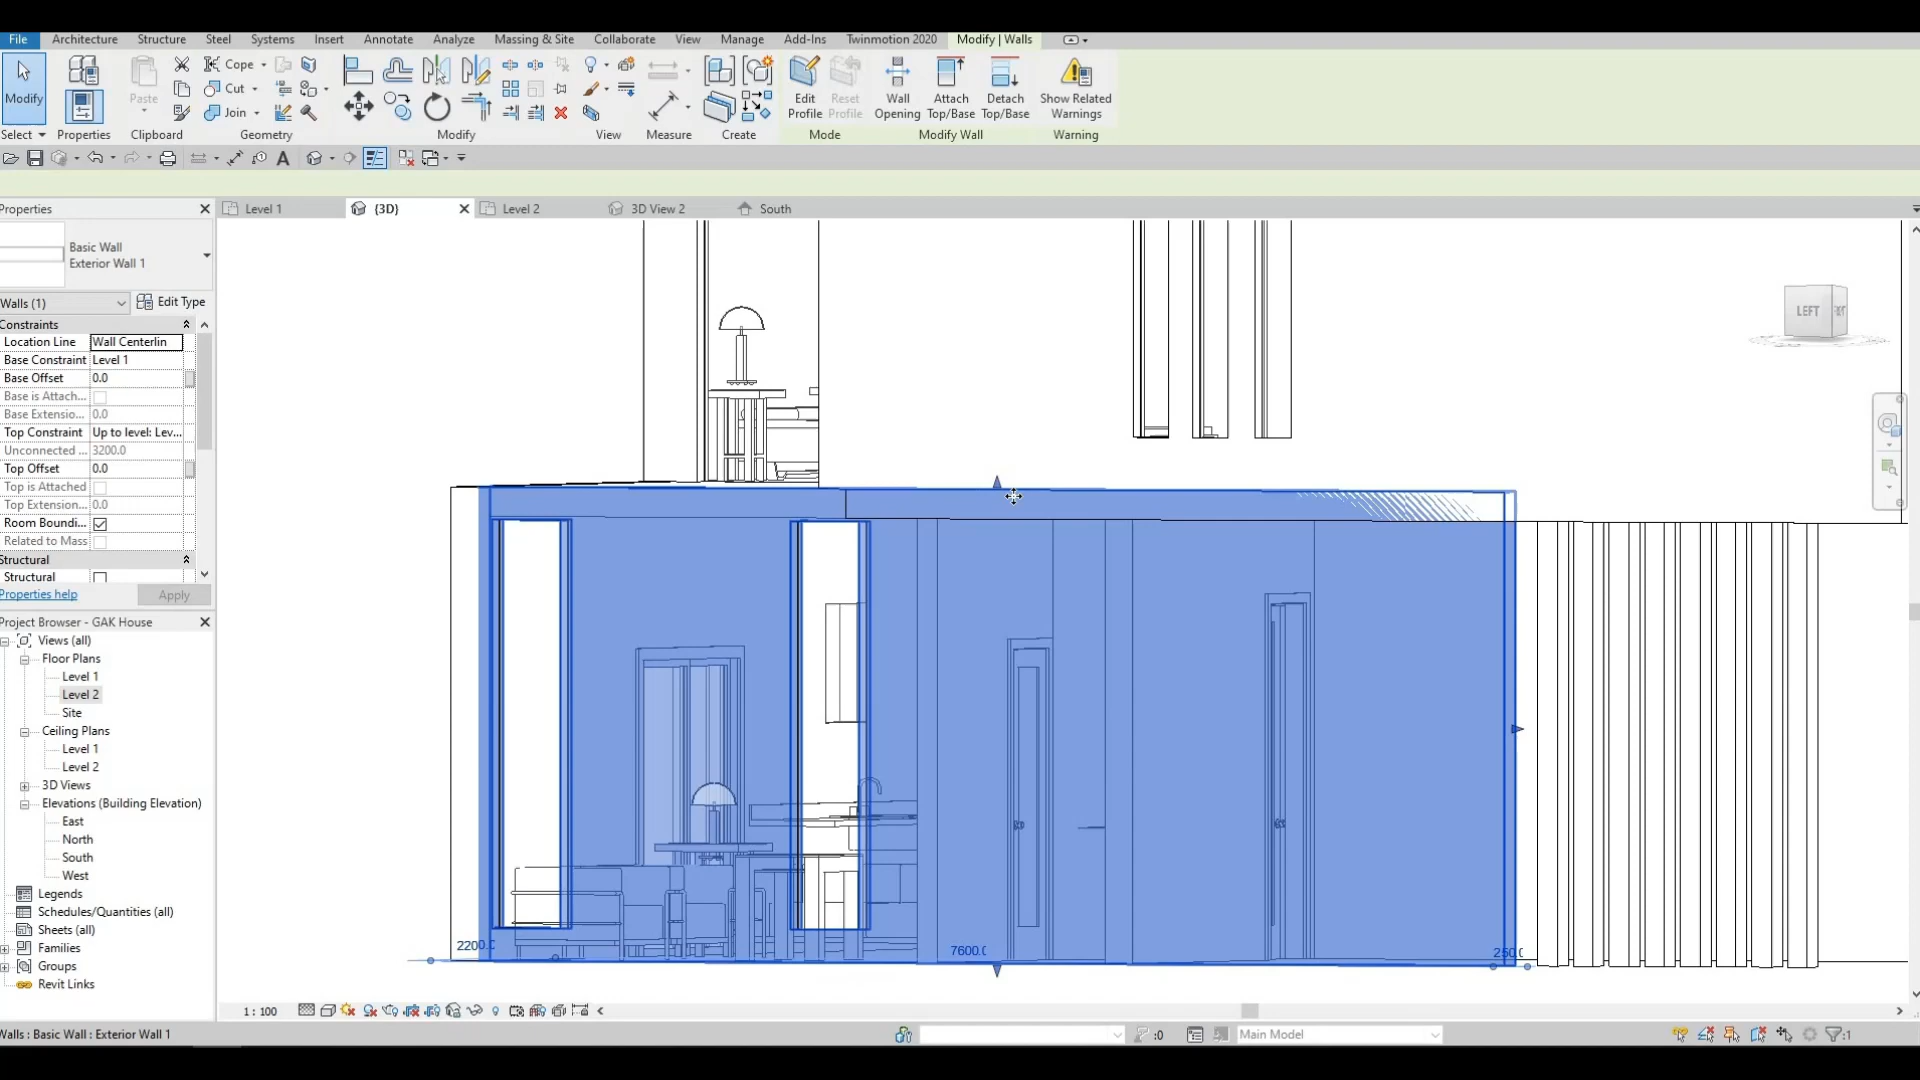 File Architecture Structure Steel Systems Insert Annotate Analyze Massing & Site Collaborate View Manage Add-Ins Twinmotion 2020 Modify | Walls
Modify
Select
Properties
Paste
Clipboard
Cope
Cut
Join
Geometry
Modify
View
Measure
Create
Edit
Profile
Reset
Profile
Mode
Wall
Opening
Attach
Top/Base
Detach
Top/Base
Modify Wall
Show Related
Warnings
Warning
Properties
Level 1
{3D}
Level 2
3D View 2
South
Basic Wall
Exterior Wall 1
Walls (1)
Edit Type
Constraints
Location Line Wall Centerlin
Base Constraint Level 1
Base Offset 0.0
Base is Attach...
Base Extensio... 0.0
Top Constraint Up to level: Lev...
Unconnected ... 3200.0
Top Offset 0.0
Top is Attached
Top Extension... 0.0
Room Boundi...
Related to Mass
Structural
Structural
Properties help
Apply
Project Browser - GAK House
Views (all)
Floor Plans
Level 1
Level 2
Site
Ceiling Plans
Level 1
Level 2
3D Views
Elevations (Building Elevation)
East
North
South
West
Legends
Schedules/Quantities (all)
Sheets (all)
Families
Groups
Revit Links
LEFT
2200.
7600.
250.
1 : 100
Walls : Basic Wall : Exterior Wall 1
:0
Main Model
:1